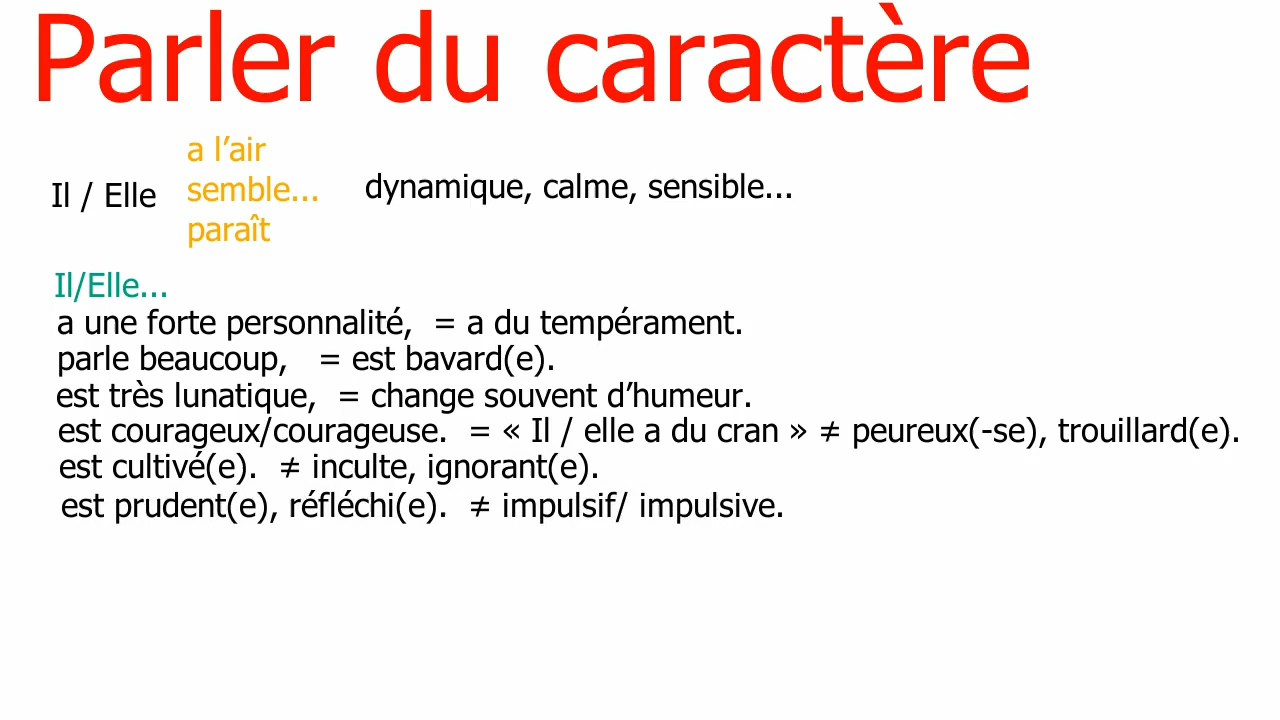 Parler du caractère
a l’air
Il / Elle semble... dynamique, calme, sensible...
paraît
Il/Elle...
a une forte personnalité, = a du tempérament.
parle beaucoup, = est bavard(e).
est très lunatique, = change souvent d’humeur.
est courageux/courageuse. = « Il / elle a du cran » ≠ peureux(-se), trouillard(e).
est cultivé(e). ≠ inculte, ignorant(e).
est prudent(e), réfléchi(e). ≠ impulsif/ impulsive.